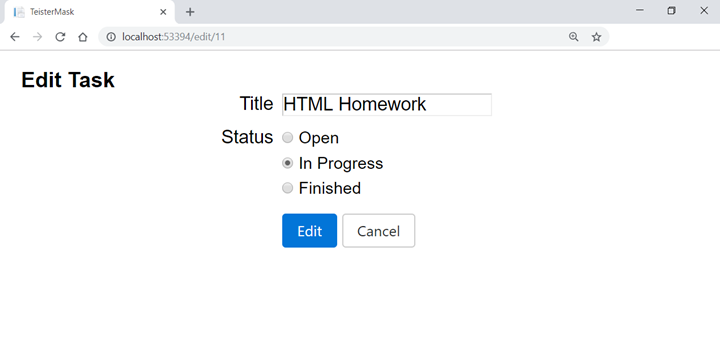 TeisterMask
localhost:53394/edit/11
Edit Task
Title HTML Homework
Status Open
In Progress
Finished
Edit Cancel